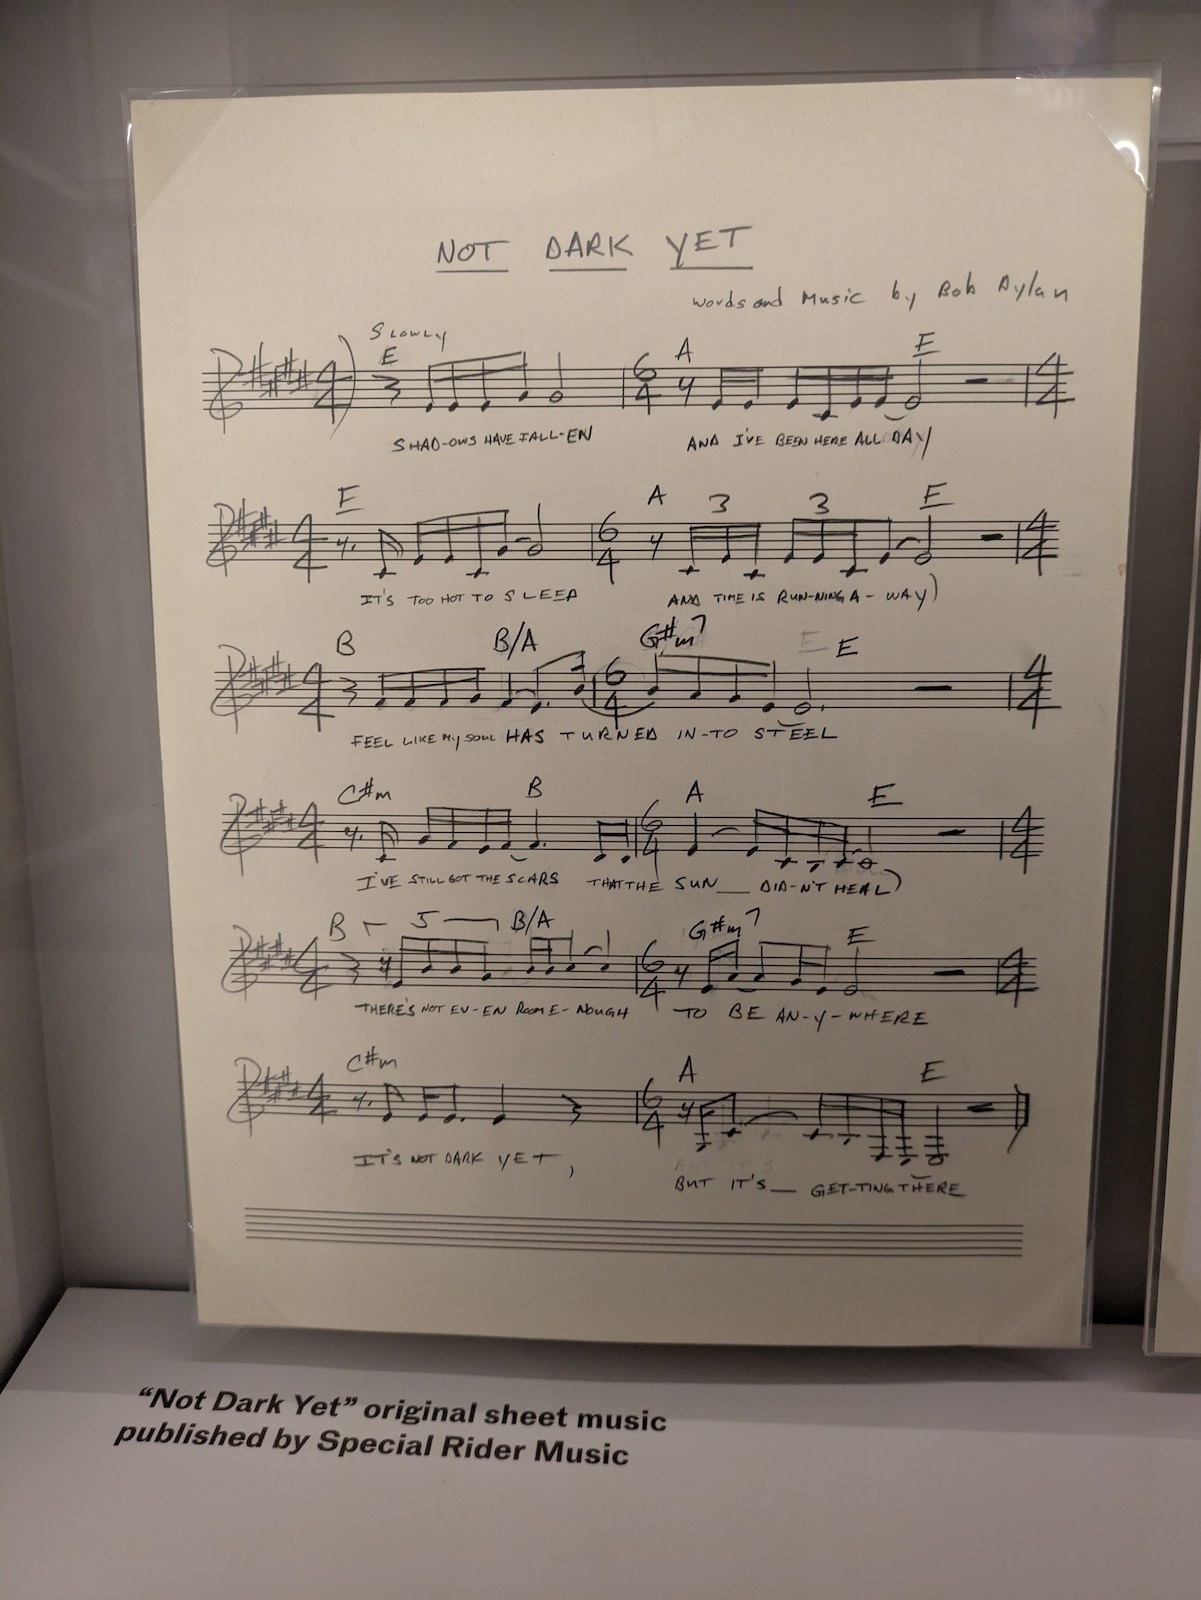 NOT DARK YET
Words and Music by Bob Dylan
SLOWLY
E A E
SHAD-OWS HAVE FALL-EN AND I'VE BEEN HERE ALL DAY
E A 3 3 E
IT'S TOO HOT TO SLEEP AND TIME IS RUN-NING A-WAY)
B B/A G#m7 E E
FEEL LIKE MY SOUL HAS TURNED IN-TO STEEL
C#m B A E
I'VE STILL GOT THE SCARS THAT THE SUN__ DID-N'T HEAL)
B 5 B/A G#m7 E
THERE'S NOT EV-EN ROOM E-NOUGH TO BE AN-Y-WHERE
C#m A E
IT'S NOT DARK YET, BUT IT'S__ GET-TING THERE
“Not Dark Yet” original sheet music
published by Special Rider Music